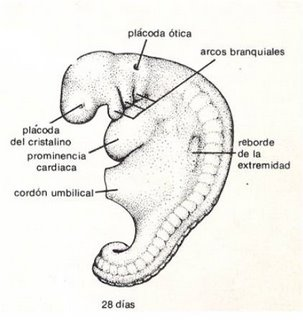 plácoda ótica
arcos branquiales
plácoda
del cristalino
prominencia
cardiaca
reborde
de la
extremidad
cordón umbilical
28 días